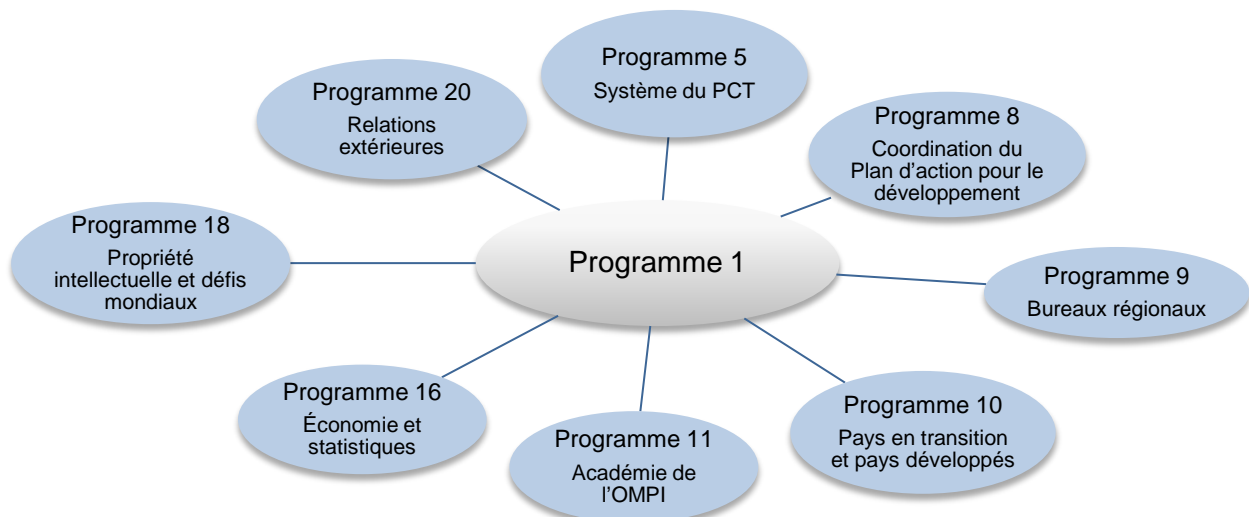 Programme 5
Système du PCT
Programme 20
Relations
extérieures
Programme 8
Coordination du
Plan d’action pour le
développement
Programme 18
Propriété
intellectuelle et défis
mondiaux
Programme 1
Programme 9
Bureaux régionaux
Programme 16
Économie et
statistiques
Programme 11
Académie de
l’OMPI
Programme 10
Pays en transition
et pays développés